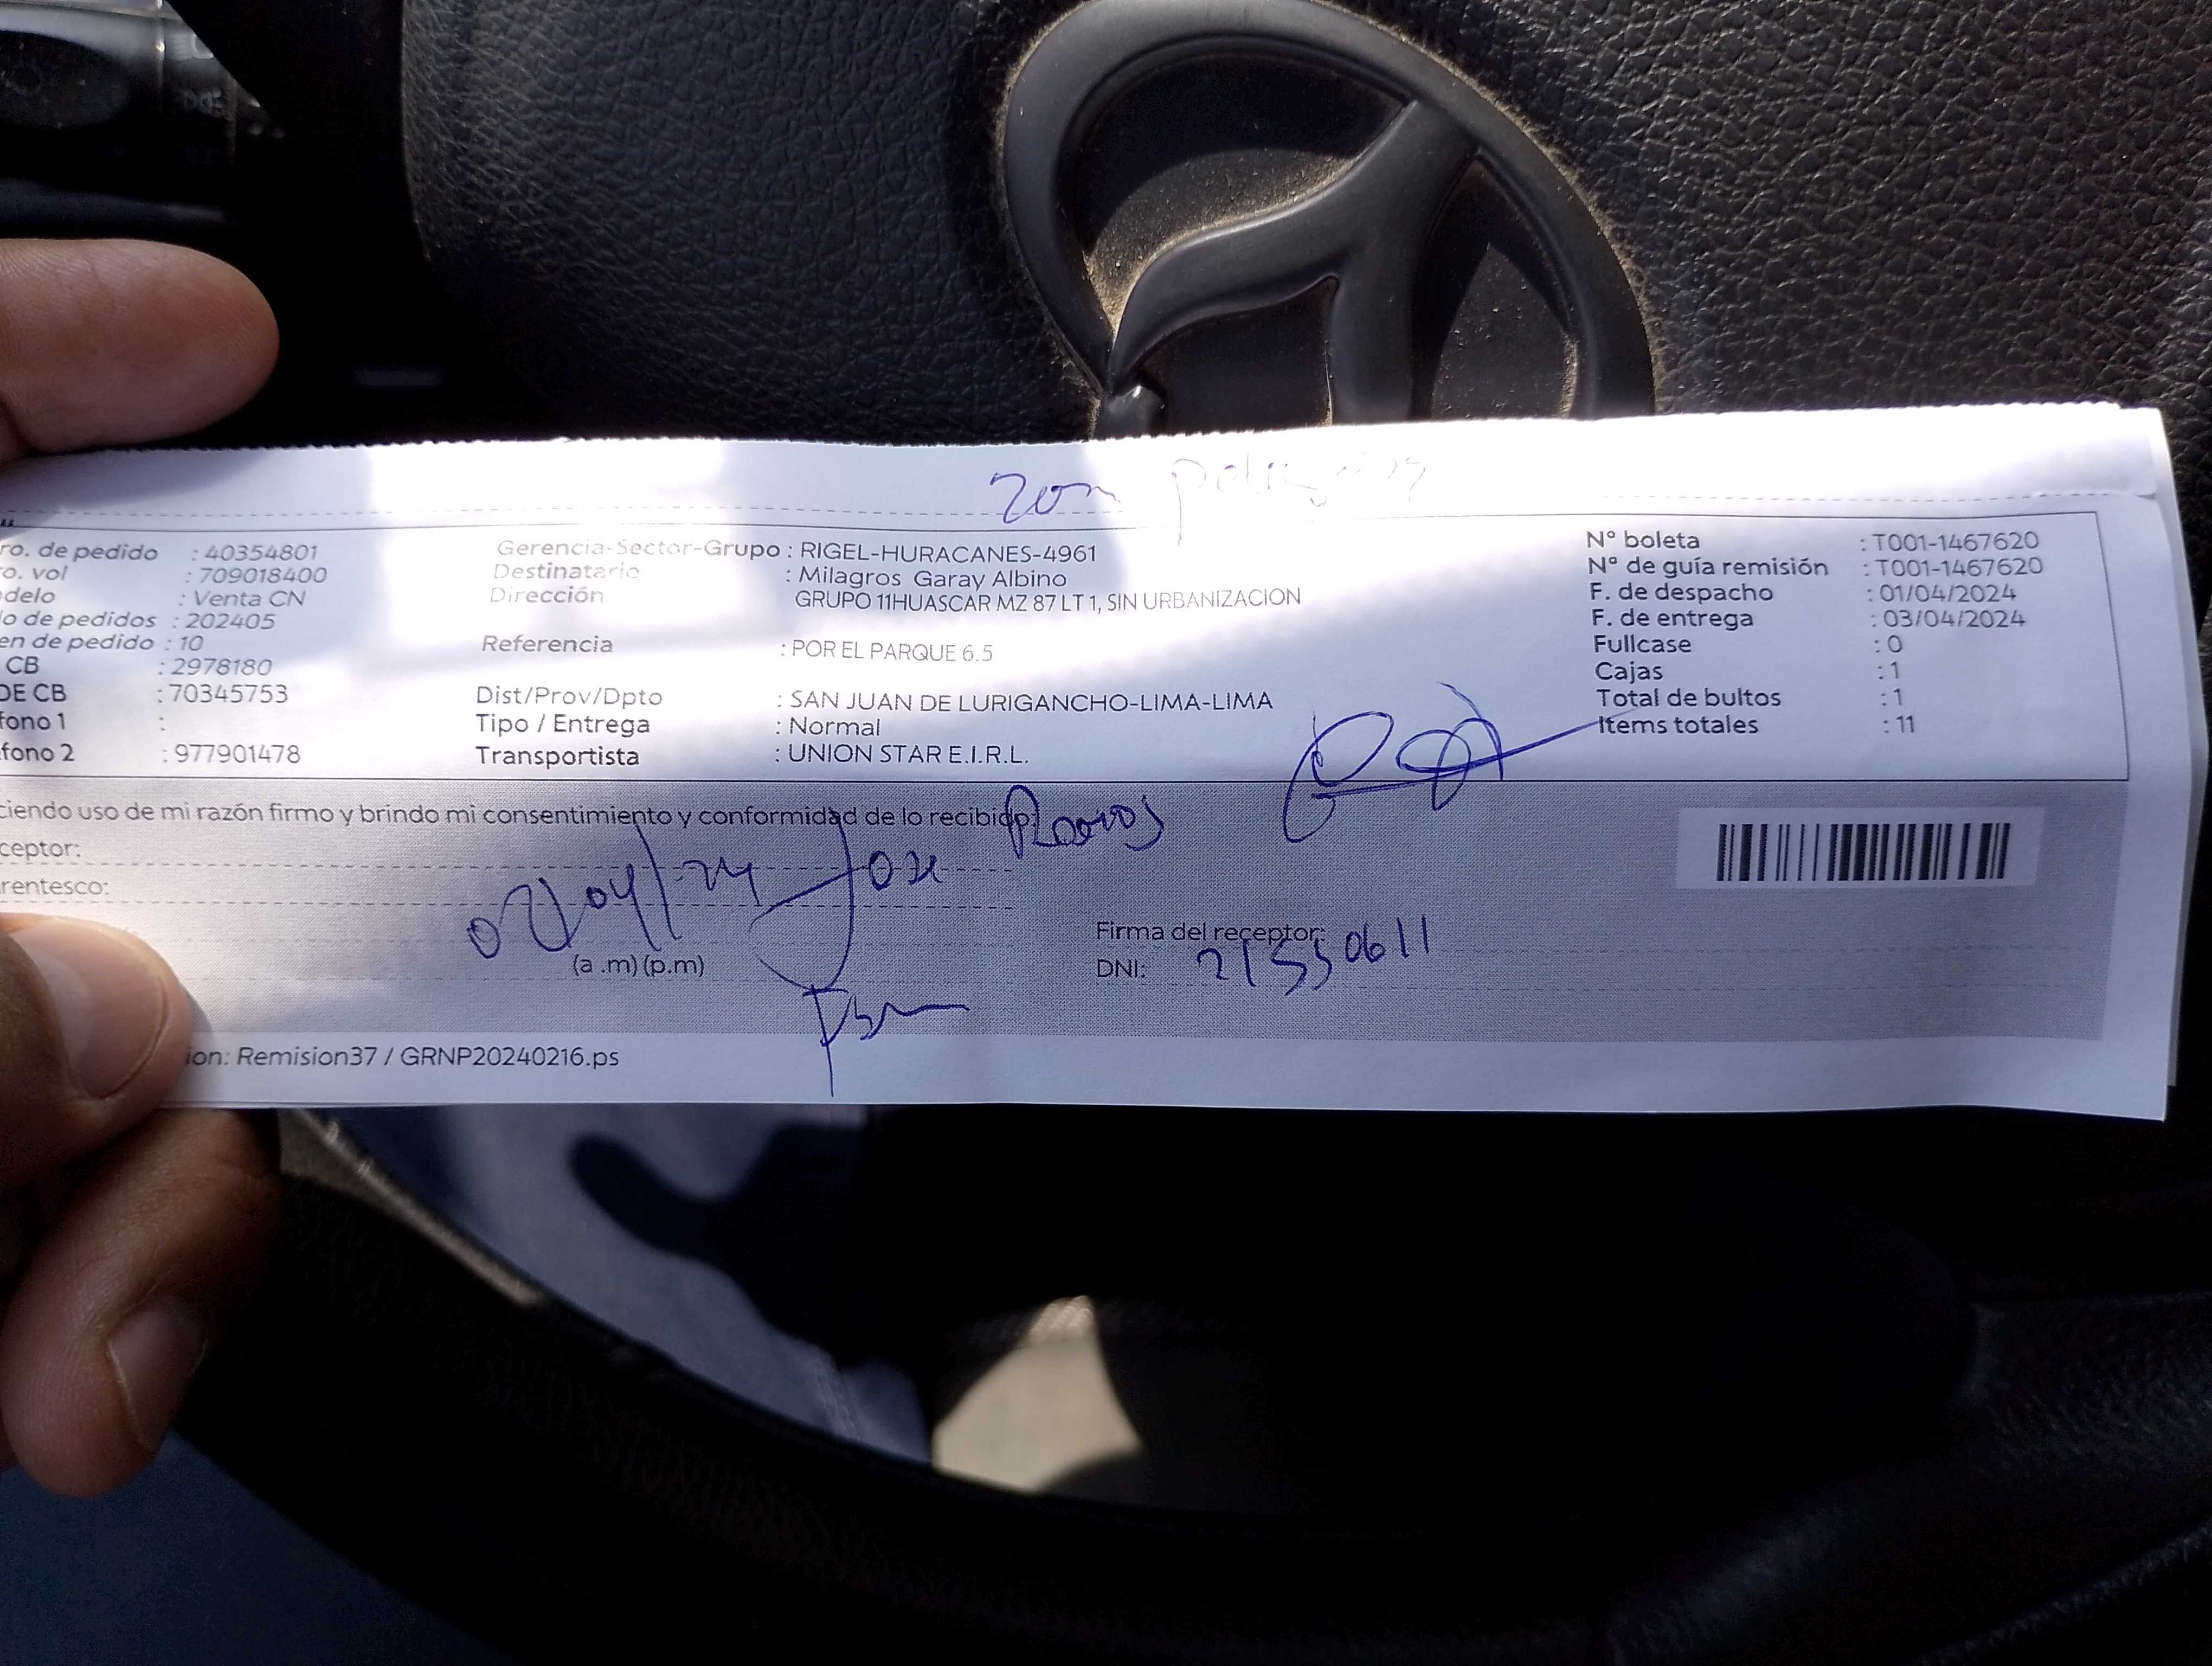 ro. de pedido : 40354801
o. vol : 709018400
delo : Venta CN
o de pedidos : 202405
en de pedido : 10
CB : 2978180
DE CB : 70345753
fono 1 :
fono 2 : 977901478
Gerencia-Sector-Grupo : RIGEL-HURACANES-4961
Destinatario : Milagros Garay Albino
Dirección GRUPO 11HUASCAR MZ 87 LT 1, SIN URBANIZACION
Referencia : POR EL PARQUE 6.5
Dist/Prov/Dpto : SAN JUAN DE LURIGANCHO-LIMA-LIMA
Tipo / Entrega : Normal
Transportista : UNION STAR E.I.R.L.
N° boleta : T001-1467620
N° de guía remisión : T001-1467620
F. de despacho : 01/04/2024
F. de entrega : 03/04/2024
Fullcase : 0
Cajas : 1
Total de bultos : 1
Items totales : 11
ciendo uso de mi razón firmo y brindo mi consentimiento y conformidad de lo recibido:
ceptor:
rentesco:
Jose
(a .m) (p.m)
Firma del receptor:
DNI: 21550611
ion: Remision37 / GRNP20240216.ps